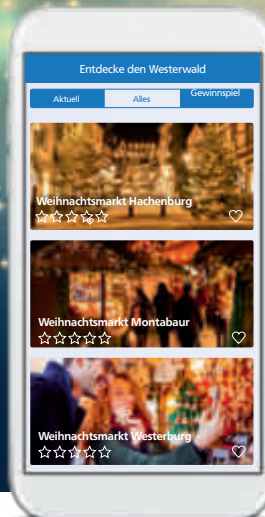 Entdecke den Westerwald
Aktuell Alles Gewinnspiel
Weihnachtsmarkt Hachenburg
Weihnachtsmarkt Montabaur
Weihnachtsmarkt Westerburg